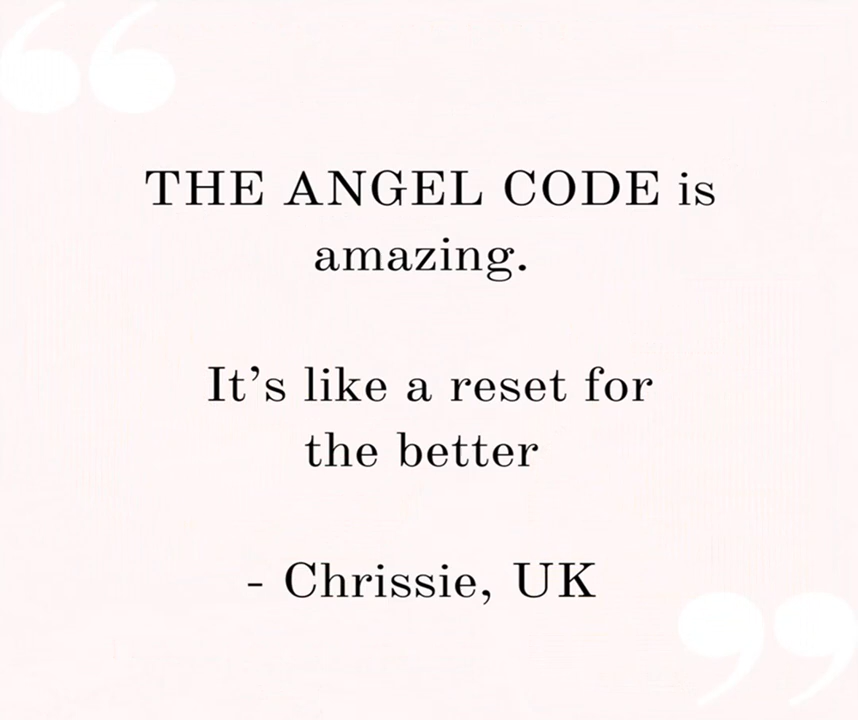 THE ANGEL CODE is
amazing.
It’s like a reset for
the better
- Chrissie, UK